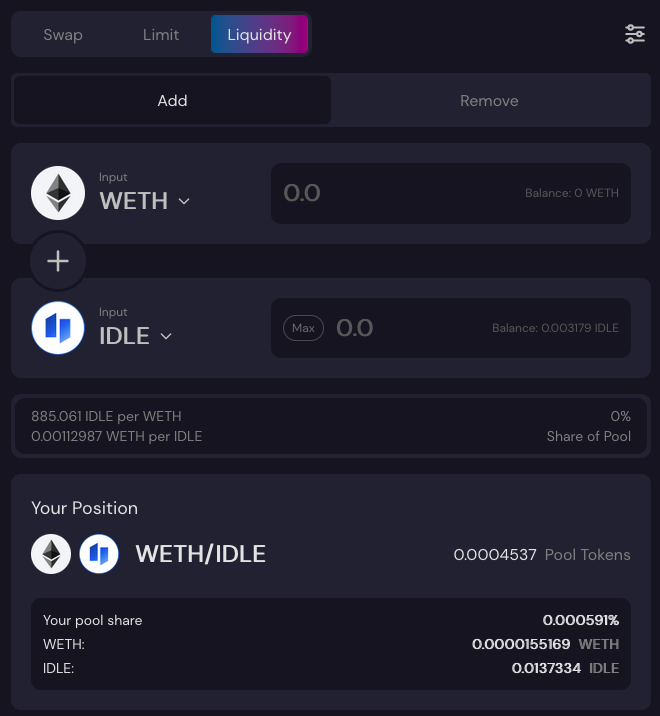 Swap Limit Liquidity
Add Remove
Input
WETH
0.0 Balance: 0 WETH
Input
IDLE
Max 0.0 Balance: 0.003179 IDLE
885.061 IDLE per WETH 0%
0.00112987 WETH per IDLE Share of Pool
Your Position
WETH/IDLE 0.0004537 Pool Tokens
Your pool share 0.000591%
WETH: 0.0000155169 WETH
IDLE: 0.0137334 IDLE